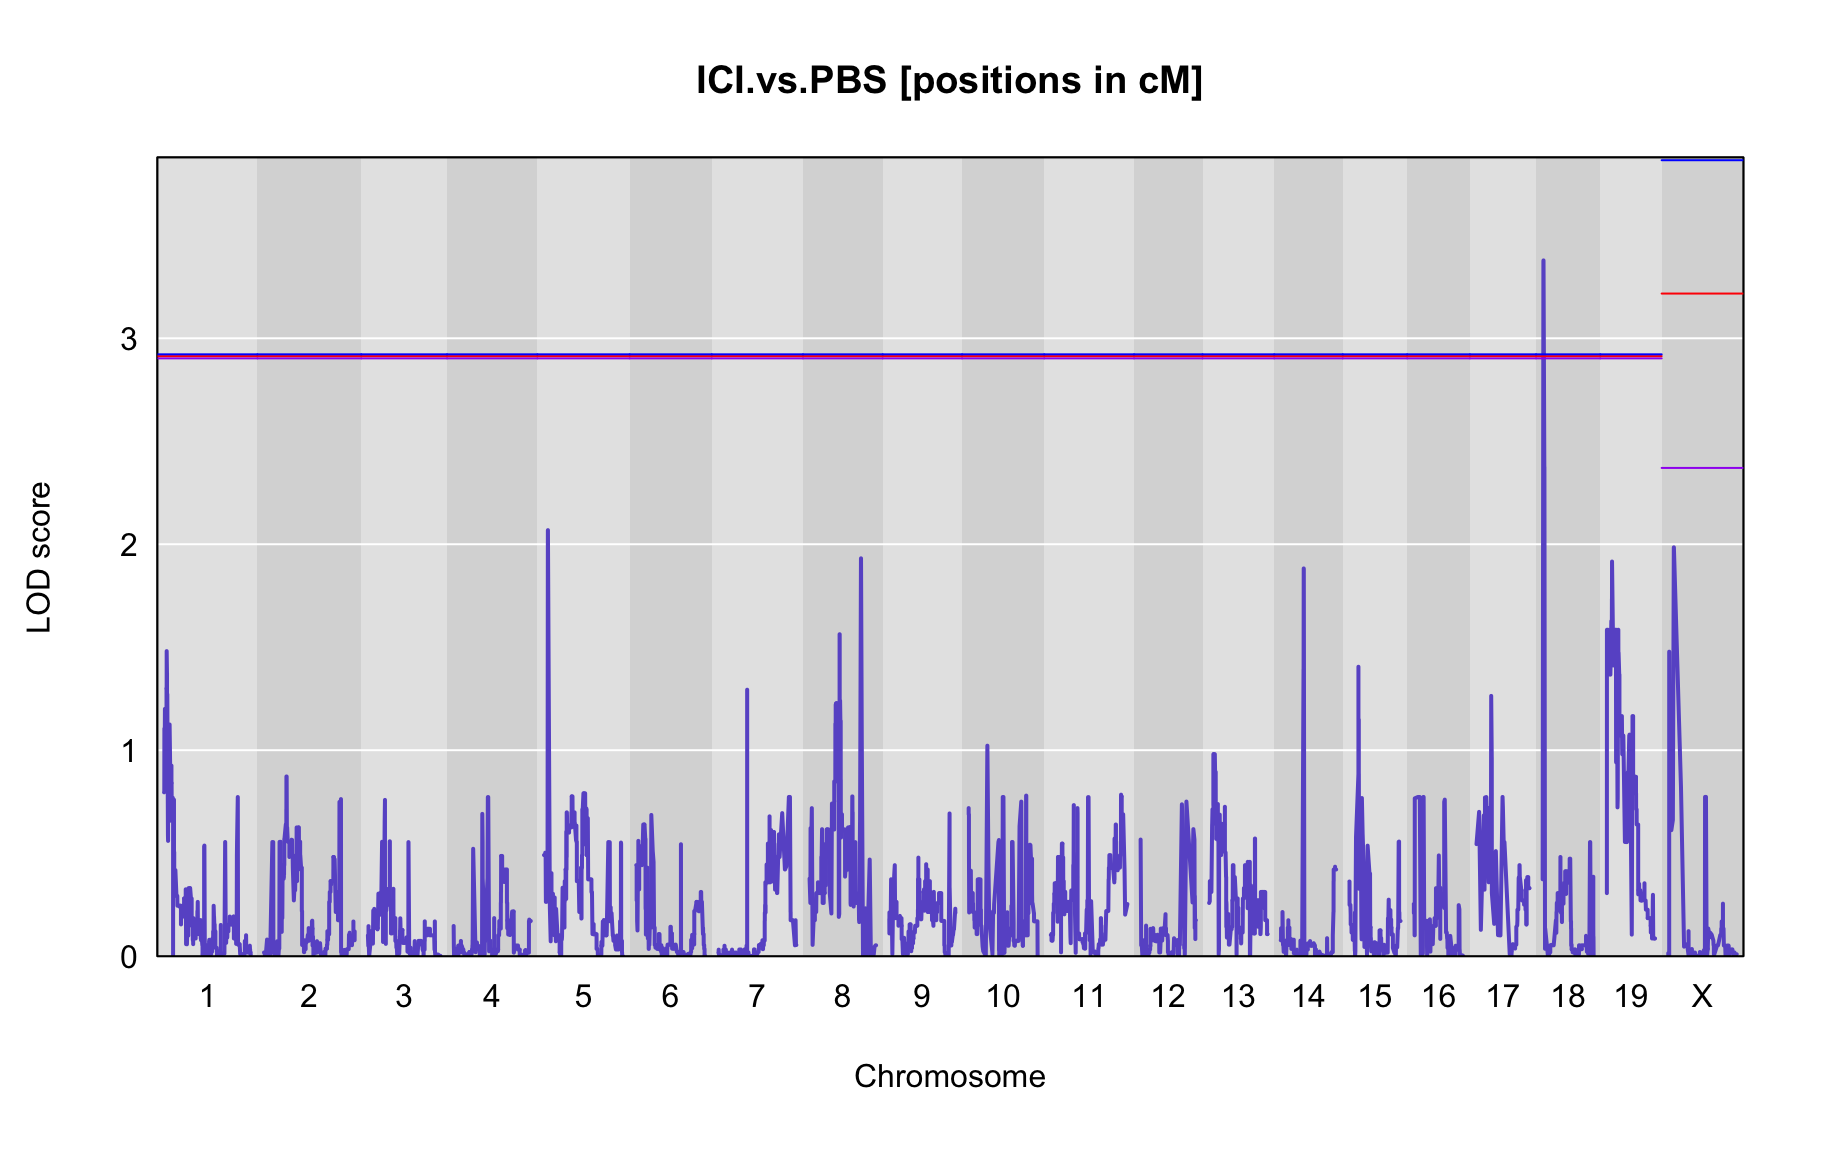 ICI.vs.PBS [positions in cM]
LOD score
3
2
1
0
1 2 3 4 5 6 7 8 9 10 11 12 13 14 15 16 17 18 19 X
Chromosome